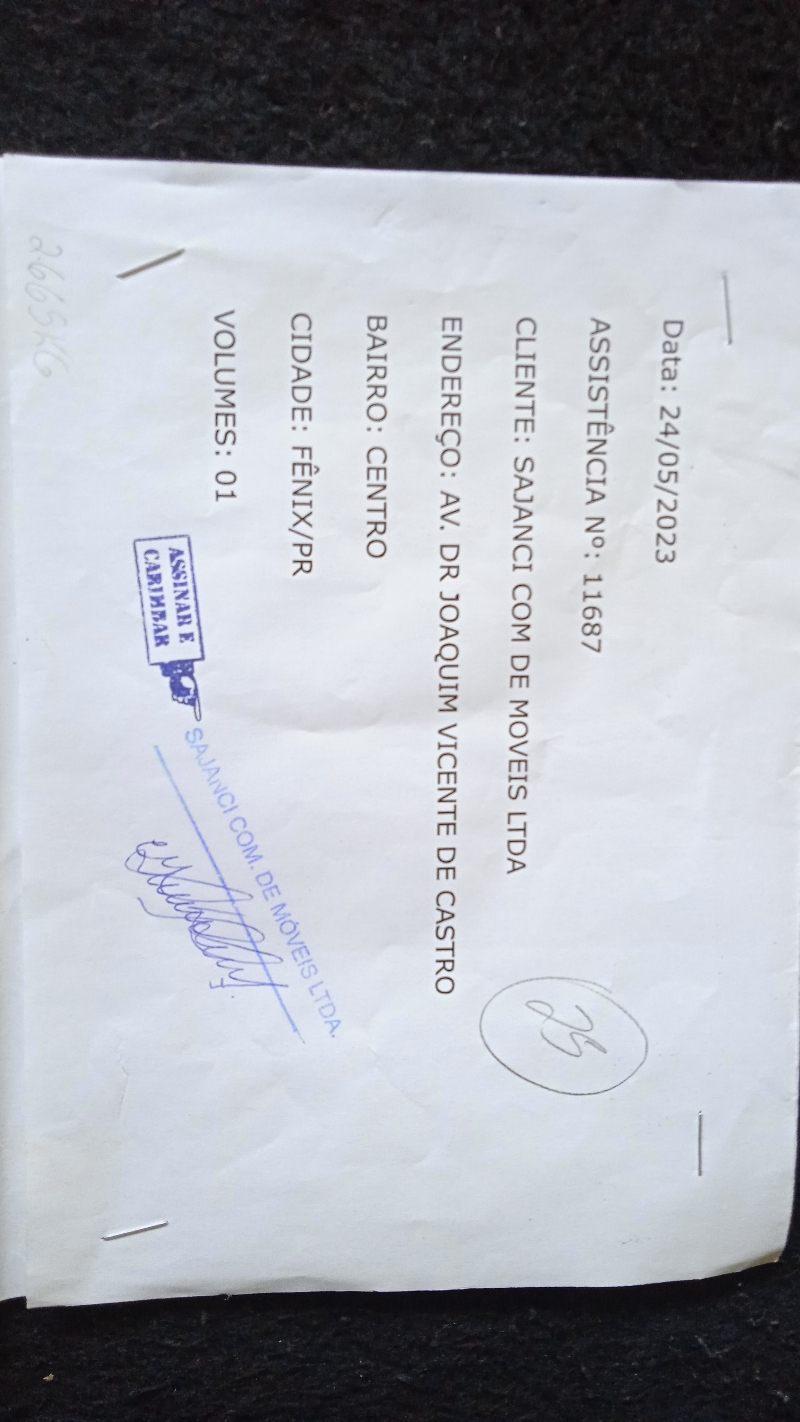 Data: 24/05/2023
ASSISTÊNCIA Nº: 11687
CLIENTE: SAJANCI COM DE MOVEIS LTDA
25
ENDEREÇO: AV. DR JOAQUIM VICENTE DE CASTRO
BAIRRO: CENTRO
CIDADE: FÊNIX/PR
VOLUMES: 01
ASSINAR E
CARIMBAR
SAJANCI COM. DE MÓVEIS LTDA.